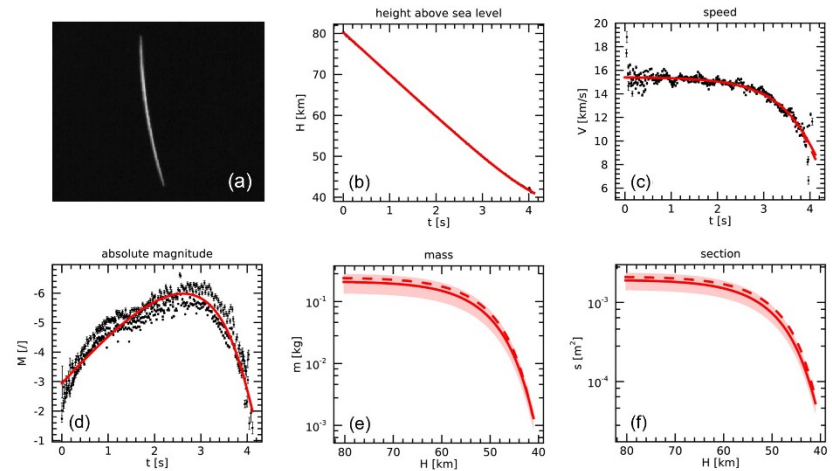 height above sea level
speed
(a)
80
70
60
50
40
H [km]
0
1
2
3
4
t [s]
(b)
20
18
16
14
12
10
8
6
V [km/s]
0
1
2
3
4
t [s]
(c)
absolute magnitude
mass
section
-6
-5
-4
-3
-2
-1
M [/]
0
1
2
3
4
t [s]
(d)
10⁻¹
10⁻²
10⁻³
m [kg]
80
70
60
50
40
H [km]
(e)
10⁻³
10⁻⁴
s [m²]
80
70
60
50
40
H [km]
(f)